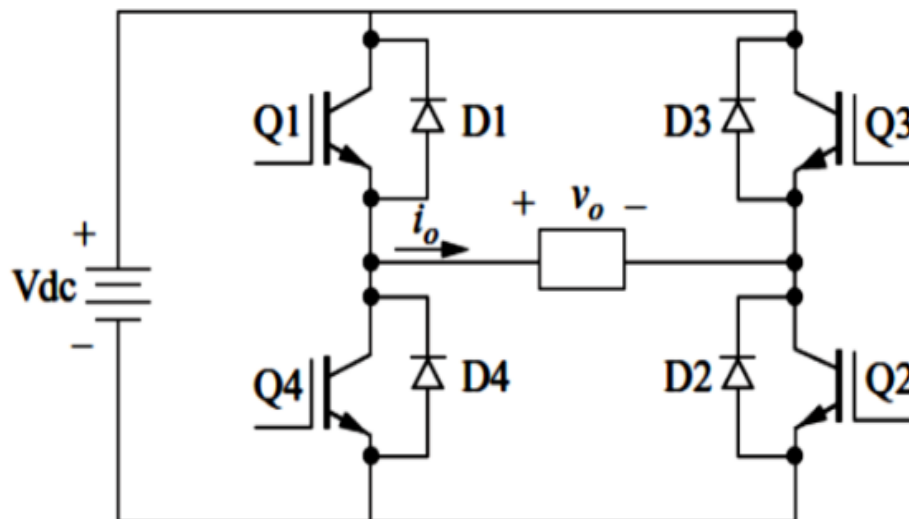 Q1
D1
D3
Q3
+
v_o
−
i_o
+
Vdc
−
Q4
D4
D2
Q2